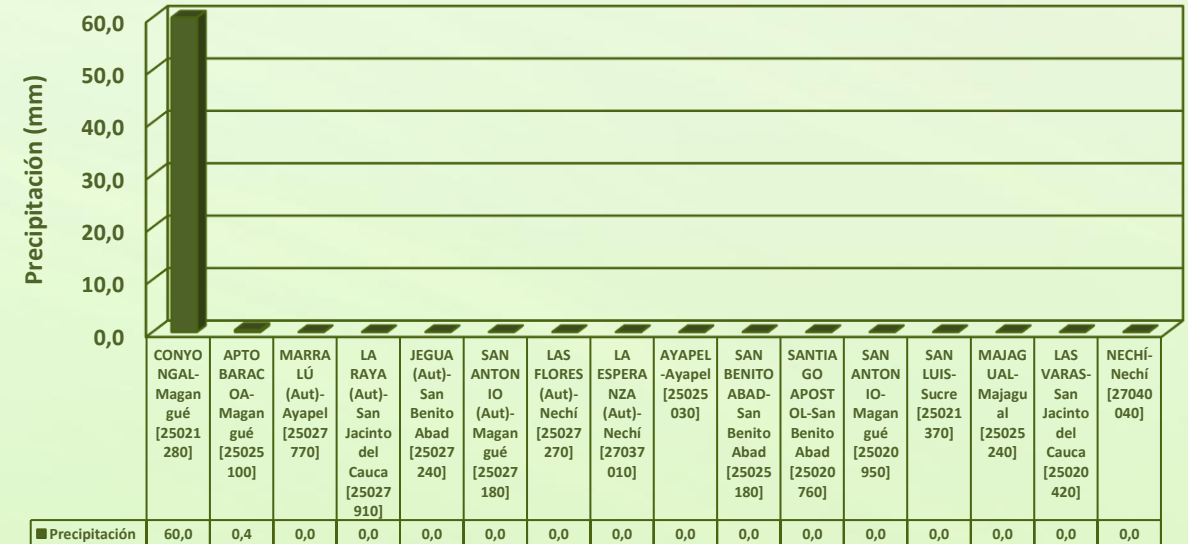 60,0
50,0
40,0
30,0
20,0
10,0
0,0
Precipitación (mm)
CONYO
NGAL-
Magan
gué
[25021
280]
APTO
BARAC
OA-
Magan
gué
[25025
100]
MARRA
LÚ
(Aut)-
Ayapel
[25027
770]
LA
RAYA
(Aut)-
San
Jacinto
del
Cauca
[25027
910]
JEGUA
(Aut)-
San
Benito
Abad
[25027
240]
SAN
ANTON
IO
(Aut)-
Magan
gué
[25027
180]
LAS
FLORES
(Aut)-
Nechí
[25027
270]
LA
ESPERA
NZA
(Aut)-
Nechí
[27037
010]
AYAPEL
-Ayapel
[25025
030]
SAN
BENITO
ABAD-
San
Benito
Abad
[25025
180]
SANTIA
GO
APOST
OL-San
Benito
Abad
[25020
760]
SAN
ANTON
IO-
Magan
gué
[25020
950]
SAN
LUIS-
Sucre
[25021
370]
MAJAG
UAL-
Majagu
al
[25025
240]
LAS
VARAS-
San
Jacinto
del
Cauca
[25020
420]
NECHÍ-
Nechí
[27040
040]
Precipitación 60,0 0,4 0,0 0,0 0,0 0,0 0,0 0,0 0,0 0,0 0,0 0,0 0,0 0,0 0,0 0,0